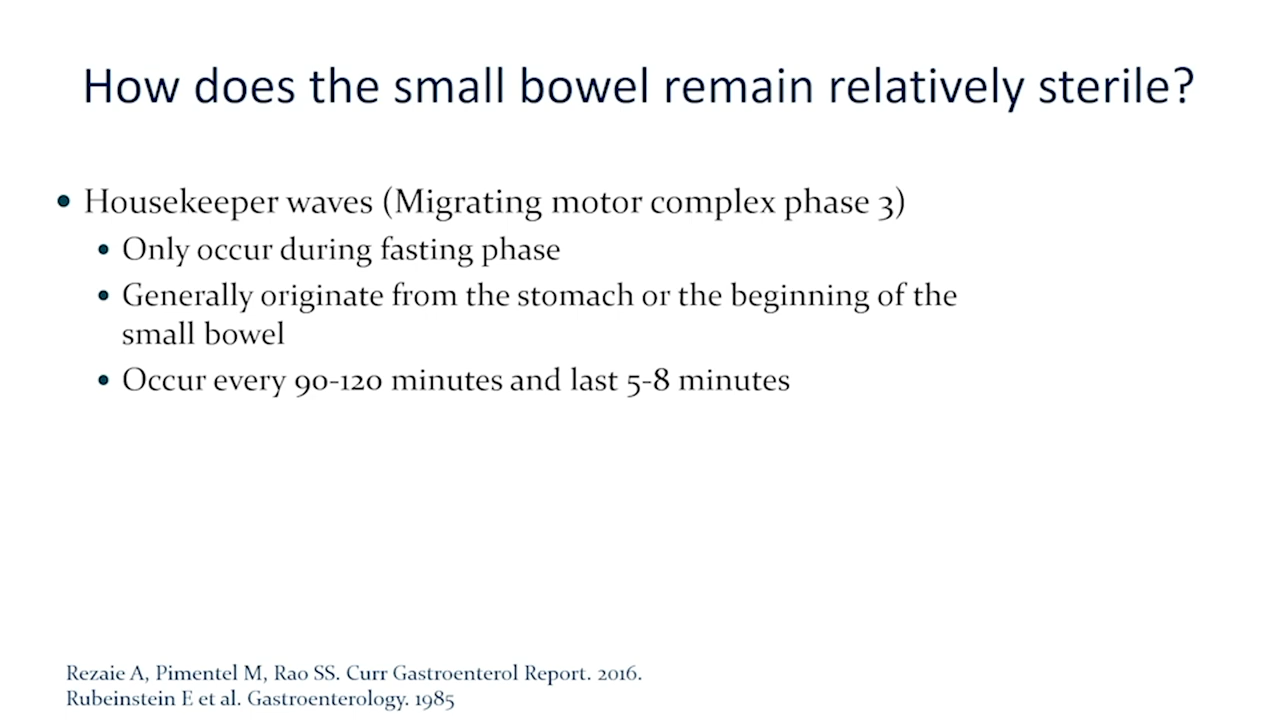 How does the small bowel remain relatively sterile?
• Housekeeper waves (Migrating motor complex phase 3)
• Only occur during fasting phase
• Generally originate from the stomach or the beginning of the
small bowel
• Occur every 90-120 minutes and last 5-8 minutes
Rezaie A, Pimentel M, Rao SS. Curr Gastroenterol Report. 2016.
Rubeinstein E et al. Gastroenterology. 1985